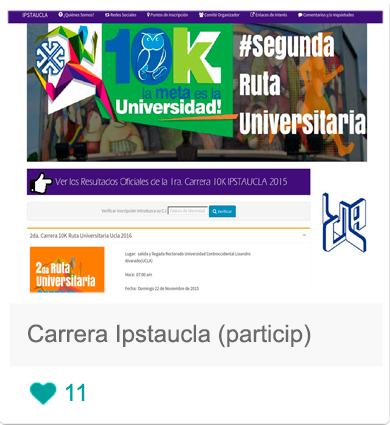 IPSTAUCLA ¿Quiénes Somos? Redes Sociales Puntos de Inscripción Comité Organizador Enlaces de Interés Comentarios y/o Inquietudes
10K
la meta es la
Universidad!
#segunda
Ruta
Universitaria
Ver los Resultados Oficiales de la 1ra. Carrera 10K IPSTAUCLA 2015
Verificar Inscripción Introduzca su C.I. Verificar
2da. Carrera 10K Ruta Universitaria Ucla 2016
2da Ruta
Universitaria
Lugar: salida y llegada Rectorado Universidad Centroccidental Lisandro
Alvarado(UCLA)
Hora: 07:00 am
Fecha: Domingo 22 de Noviembre de 2015
Carrera Ipstaucla (particip)
11